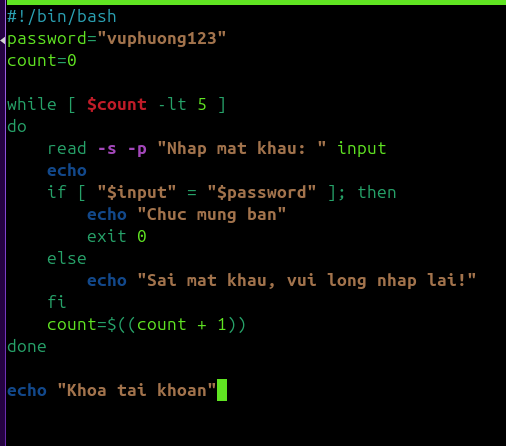 #!/bin/bash
password="vuphuong123"
count=0
while [ $count -lt 5 ]
do
    read -s -p "Nhap mat khau: " input
    echo
    if [ "$input" = "$password" ]; then
        echo "Chuc mung ban"
        exit 0
    else
        echo "Sai mat khau, vui long nhap lai!"
    fi
    count=$((count + 1))
done
echo "Khoa tai khoan"